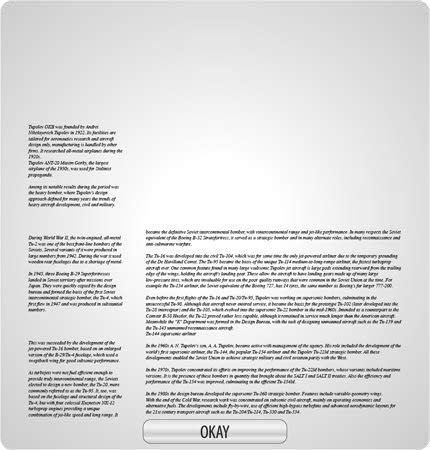 Tupolev OKB was founded by Andrei
Nikolayevich Tupolev in 1922. Its facilities are
tailored for aeronautics research and aircraft
design only, manufacturing is handled by other
firms. It researched all-metal airplanes during the
1920s.
Tupolev ANT-20 Maxim Gorky, the largest
airplane of the 1930s, was used for Stalinist
propaganda.
Among its notable results during the period was
the heavy bomber, where Tupolev's design
approach defined for many years the trends of
heavy aircraft development, civil and military.
During World War II, the twin-engined, all-metal
Tu-2 was one of the best front-line bombers of the
Soviets. Several variants of it were produced in
large numbers from 1942. During the war it used
wooden rear fuselages due to a shortage of metal.
In 1945, three Boeing B-29 Superfortresses
landed in Soviet territory after missions over
Japan. They were quickly copied by the design
bureau and formed the basis of the Soviet's first
intercontinental strategic bomber, the Tu-4, which
first flew in 1947 and was produced in substantial
numbers.
This was succeeded by the development of the
jet-powered Tu-16 bomber, based on an enlarged
version of the B-29/Tu-4 fuselage, which used a
sweptback wing for good subsonic performance.
As turbojets were not fuel efficient enough to
provide truly intercontinental range, the Soviets
elected to design a new bomber, the Tu-20, more
commonly referred to as the Tu-95. It, too, was
based on the fuselage and structural design of the
Tu-4, but with four colossal Kuznetsov NK-12
turboprop engines providing a unique
combination of jet-like speed and long range. It
became the definitive Soviet intercontinental bomber, with intercontinental range and jet-like performance. In many respects the Soviet
equivalent of the Boeing B-52 Stratofortress, it served as a strategic bomber and in many alternate roles, including reconnaissance and
anti-submarine warfare.
The Tu-16 was developed into the civil Tu-104, which was for some time the only jet-powered airliner due to the temporary grounding
of the De Havilland Comet. The Tu-95 became the basis of the unique Tu-114 medium-to-long-range airliner, the fastest turboprop
aircraft ever. One common feature found in many large subsonic Tupolev jet aircraft is large pods extending rearward from the trailing
edge of the wings, holding the aircraft's landing gear. These allow the aircraft to have landing gears made up of many large
low-pressure tires, which are invaluable for use on the poor quality runways that were common in the Soviet Union at the time. For
example the Tu-154 airliner, the Soviet equivalent of the Boeing 727, has 14 tires, the same number as Boeing's far larger 777-200.
Even before the first flights of the Tu-16 and Tu-20/Tu-95, Tupolev was working on supersonic bombers, culminating in the
unsuccessful Tu-98. Although that aircraft never entered service, it became the basis for the prototype Tu-102 (later developed into the
Tu-28 interceptor) and the Tu-105, which evolved into the supersonic Tu-22 bomber in the mid-1960s. Intended as a counterpart to the
Convair B-58 Hustler, the Tu-22 proved rather less capable, although it remained in service much longer than the American aircraft.
Meanwhile the "K" Department was formed in the Design Bureau, with the task of designing unmanned aircraft such as the Tu-139 and
the Tu-143 unmanned reconnaissance aircraft.
Tu-144 supersonic airliner
In the 1960s A. N. Tupolev's son, A. A. Tupolev, became active with management of the agency. His role included the development of the
world's first supersonic airliner, the Tu-144, the popular Tu-154 airliner and the Tupolev Tu-22M strategic bomber. All these
developments enabled the Soviet Union to achieve strategic military and civil aviation parity with the West.
In the 1970s, Tupolev concentrated its efforts on improving the performance of the Tu-22M bombers, whose variants included maritime
versions. It is the presence of these bombers in quantity that brought about the SALT I and SALT II treaties. Also the efficiency and
performance of the Tu-154 was improved, culminating in the efficient Tu-154M.
In the 1980s the design bureau developed the supersonic Tu-160 strategic bomber. Features include variable-geometry wings.
With the end of the Cold War, research work was concentrated on subsonic civil aircraft, mainly on operating economics and
alternative fuels. The developments include fly-by-wire, use of efficient high-bypass turbofans and advanced aerodynamic layouts for
the 21st century transport aircraft such as the Tu-204/Tu-214, Tu-330 and Tu-334.
OKAY